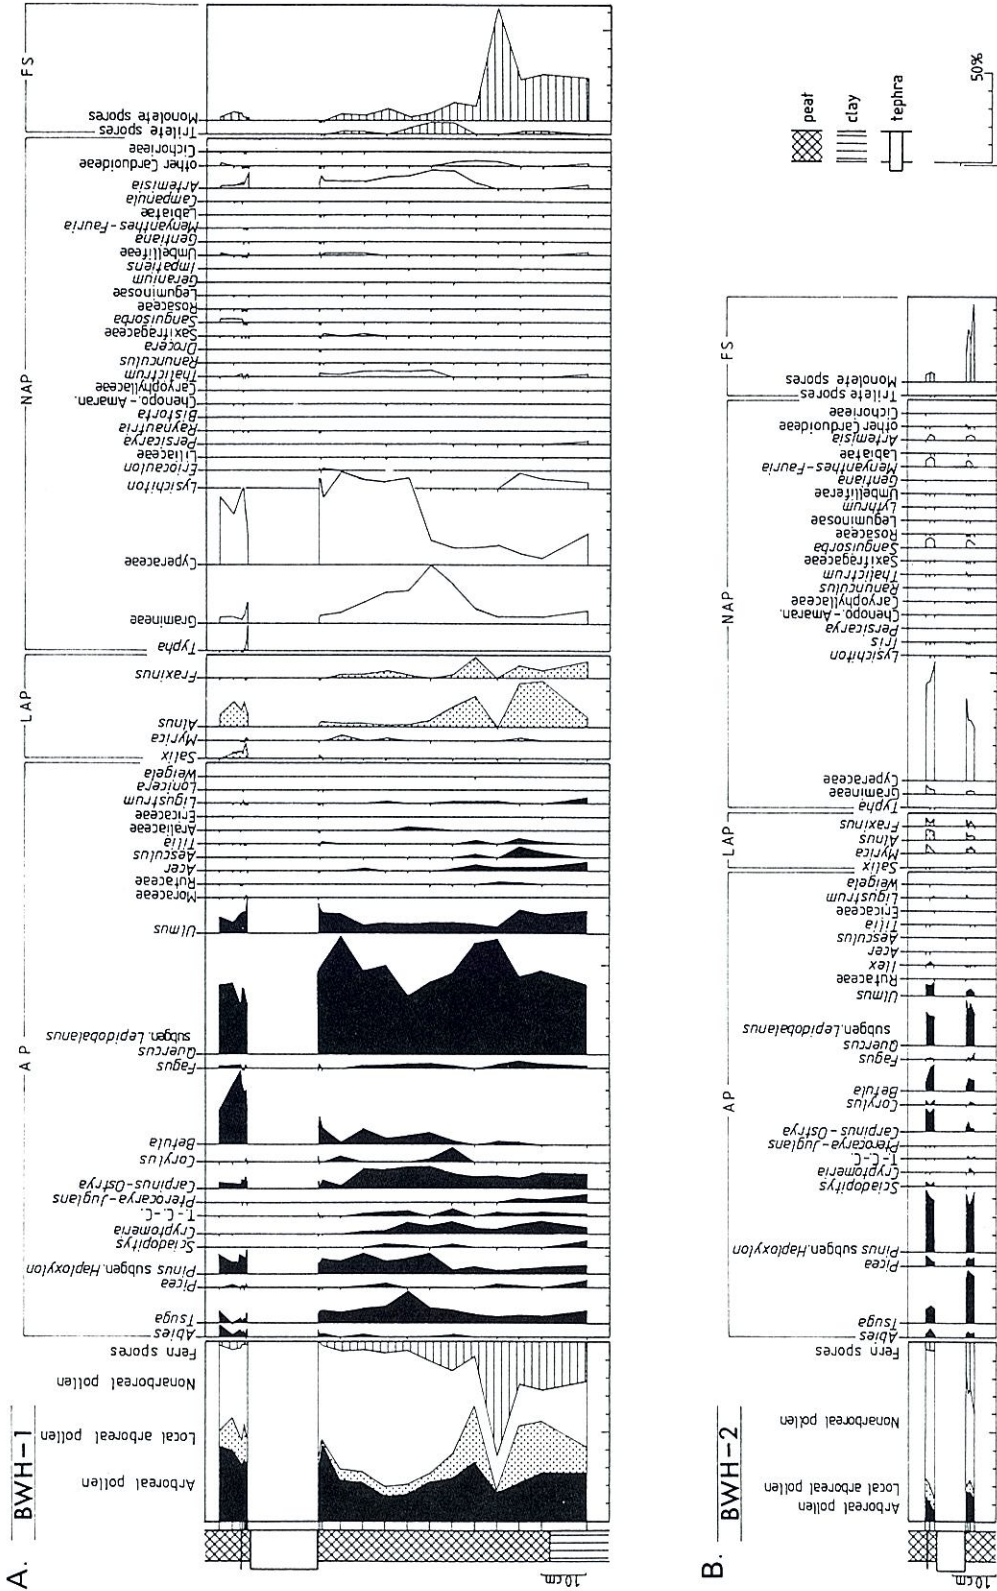 A. BWH-1
AP
LAP
NAP
FS
Arboreal pollen
Local arboreal pollen
Nonarboreal pollen
Fern spores
Abies
Tsuga
Picea
Pinus subgen. Haploxylon
Sciadopitys
Cryptomeria
T.-C.-C.
Pterocarya-Juglans
Carpinus-Ostrya
Corylus
Betula
Fagus
Quercus
subgen. Lepidobalanus
Ulmus
Moraceae
Rutaceae
Acer
Aesculus
Tilia
Araliaceae
Ericaceae
Ligustrum
Lonicera
Weigela
Salix
Myrica
Alnus
Fraxinus
Typha
Gramineae
Cyperaceae
Lysichiton
Eriocaulon
Liliaceae
Persicarya
Raynautria
Bistorta
Chenopo.-Amaran.
Caryophyllaceae
Thalictrum
Ranunculus
Drocera
Saxifragaceae
Sanguisorba
Rosaceae
Leguminosae
Geranium
Impatiens
Umbellifeae
Gentiana
Menyanthes-Fauria
Labiatae
Campanula
Artemisia
other Carduoideae
Cichorieae
Trilete spores
Monolete spores
10cm
B. BWH-2
AP
LAP
NAP
FS
Arboreal pollen
Local arboreal pollen
Nonarboreal pollen
Fern spores
Abies
Tsuga
Picea
Pinus subgen. Haploxylon
Sciadopitys
Cryptomeria
T.-C.-C.
Pterocarya-Juglans
Carpinus-Ostrya
Corylus
Betula
Fagus
Quercus
subgen. Lepidobalanus
Ulmus
Rutaceae
Ilex
Acer
Aesculus
Tilia
Ericaceae
Ligustrum
Weigela
Salix
Myrica
Alnus
Fraxinus
Typha
Gramineae
Cyperaceae
Lysichiton
Iris
Persicarya
Chenopo.-Amaran.
Caryophyllaceae
Ranunculus
Thalictrum
Saxifragaceae
Sanguisorba
Rosaceae
Leguminosae
Lythrum
Umbelliferae
Gentiana
Menyanthes-Fauria
Labiatae
Artemisia
other Carduoideae
Cichorieae
Trilete spores
Monolete spores
10cm
peat
clay
tephra
50%